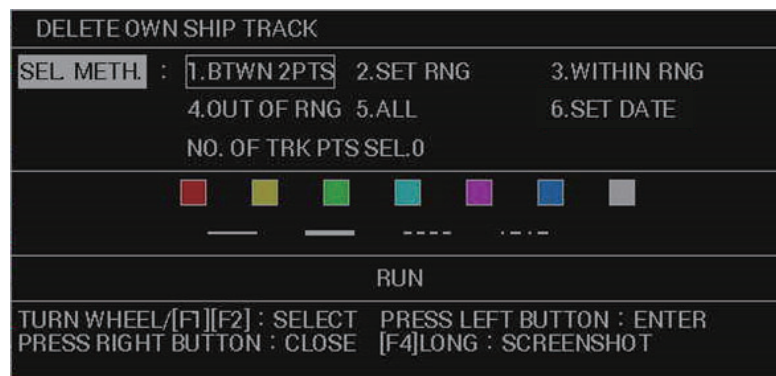 DELETE OWN SHIP TRACK
SEL. METH. : 1.BTWN 2PTS 2.SET RNG 3.WITHIN RNG
4.OUT OF RNG 5.ALL 6.SET DATE
NO. OF TRK PTS SEL.0
RUN
TURN WHEEL/[F1][F2] : SELECT PRESS LEFT BUTTON : ENTER
PRESS RIGHT BUTTON : CLOSE [F4]LONG : SCREENSHOT